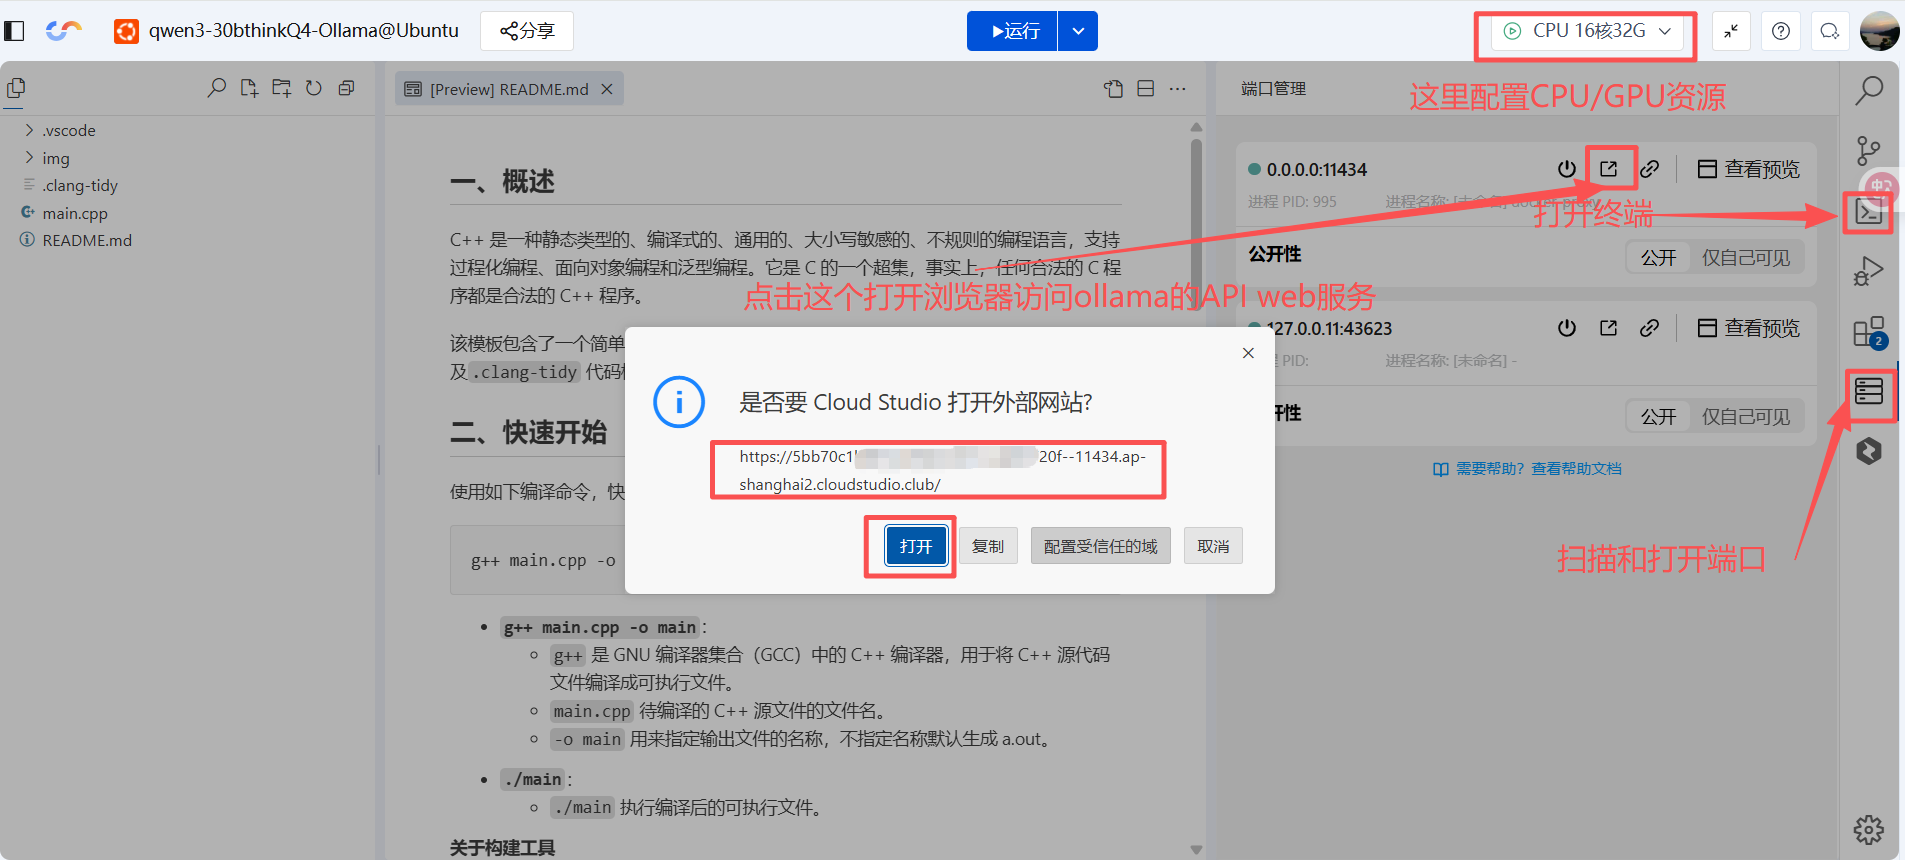 qwen3-30bthinkQ4-Ollama@Ubuntu
分享
运行
CPU 16核32G
[Preview] README.md
端口管理
这里配置CPU/GPU资源
.vscode
img
.clang-tidy
main.cpp
README.md
一、概述
C++ 是一种静态类型的、编译式的、通用的、大小写敏感的、不规则的编程语言，支持
过程化编程、面向对象编程和泛型编程。它是 C 的一个超集，事实上，任何合法的 C 程
序都是合法的 C++ 程序。
点击这个打开浏览器访问ollama的API web服务
该模板包含了一个简单
及 .clang-tidy 代码
二、快速开始
使用如下编译命令，快
g++ main.cpp -o
g++ main.cpp -o main：
g++ 是 GNU 编译器集合（GCC）中的 C++ 编译器，用于将 C++ 源代码
文件编译成可执行文件。
main.cpp 待编译的 C++ 源文件的文件名。
-o main 用来指定输出文件的名称，不指定名称默认生成 a.out。
./main：
./main 执行编译后的可执行文件。
关于构建工具
是否要 Cloud Studio 打开外部网站?
https://5bb70c1
20f--11434.ap-
shanghai2.cloudstudio.club/
打开
复制
配置受信任的域
取消
0.0.0.0:11434
查看预览
进程 PID: 995
进程名称: [未命名] docker-proxy
打开终端
公开性
公开
仅自己可见
127.0.0.11:43623
查看预览
PID:
进程名称: [未命名] -
开性
公开
仅自己可见
需要帮助? 查看帮助文档
扫描和打开端口
2